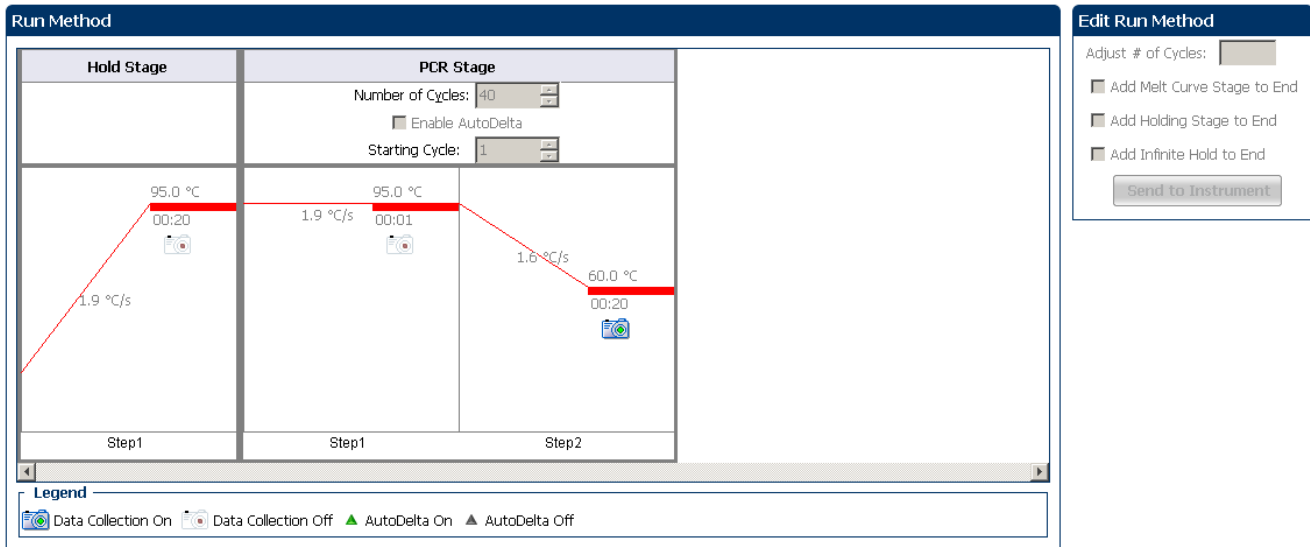 Run Method
Hold Stage
PCR Stage
Number of Cycles: 40
Enable AutoDelta
Starting Cycle: 1
95.0 °C
00:20
1.9 °C/s
95.0 °C
1.9 °C/s
00:01
1.6 °C/s
60.0 °C
00:20
Step1
Step1
Step2
Legend
Data Collection On Data Collection Off AutoDelta On AutoDelta Off
Edit Run Method
Adjust # of Cycles:
Add Melt Curve Stage to End
Add Holding Stage to End
Add Infinite Hold to End
Send to Instrument